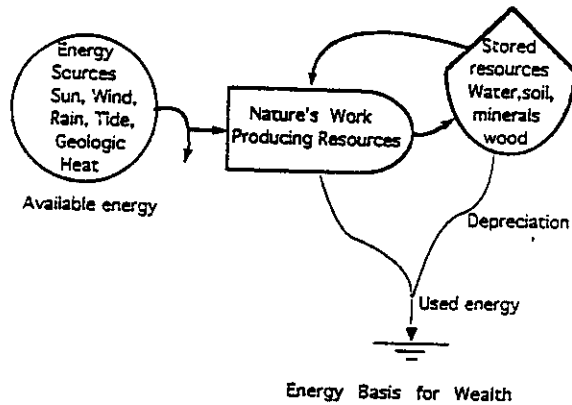 Energy
Sources
Sun, Wind,
Rain, Tide,
Geologic
Heat
Available energy
Nature's Work
Producing Resources
Stored
resources
Water,soil,
minerals
wood
Depreciation
Used energy
Energy Basis for Wealth